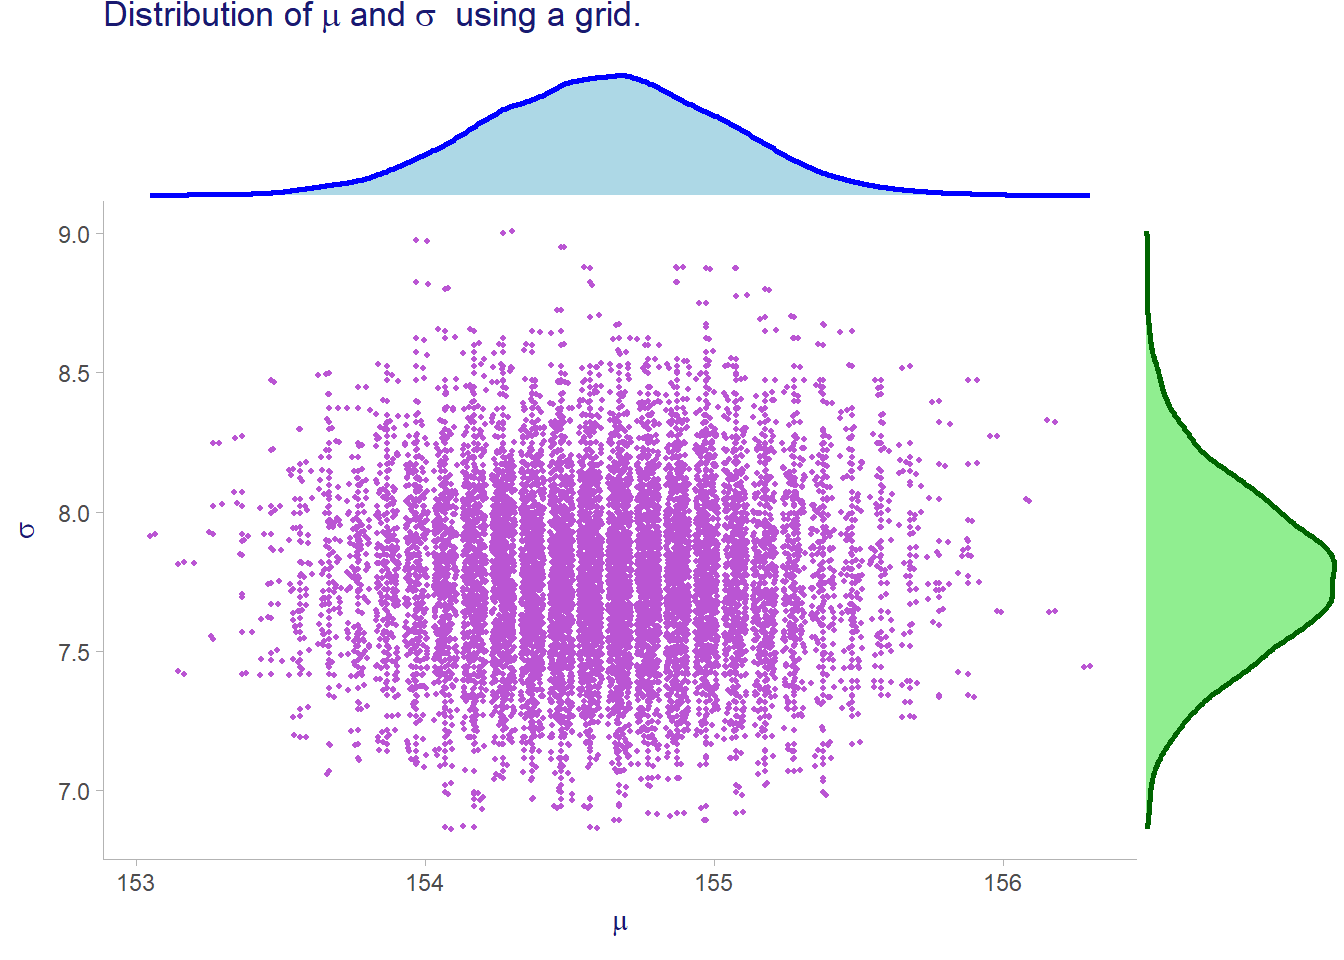 Distribution of μ and σ using a grid.
9.0
8.5
8.0
7.5
7.0
σ
153 154 155 156
μ